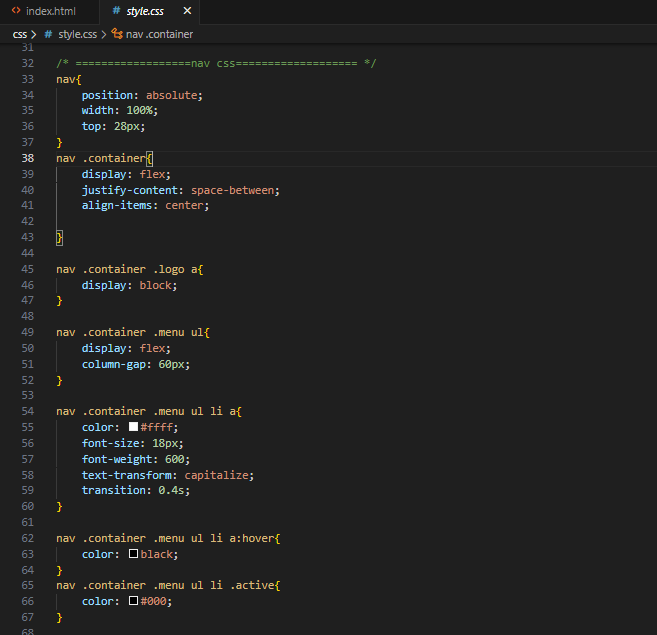 index.html
# style.css ✕
css > # style.css > nav .container
31
32 /* ==================nav css=================== */
33 nav{
34     position: absolute;
35     width: 100%;
36     top: 28px;
37 }
38 nav .container{
39     display: flex;
40     justify-content: space-between;
41     align-items: center;
42
43 }
44
45 nav .container .logo a{
46     display: block;
47 }
48
49 nav .container .menu ul{
50     display: flex;
51     column-gap: 60px;
52 }
53
54 nav .container .menu ul li a{
55     color: #ffff;
56     font-size: 18px;
57     font-weight: 600;
58     text-transform: capitalize;
59     transition: 0.4s;
60 }
61
62 nav .container .menu ul li a:hover{
63     color: black;
64 }
65 nav .container .menu ul li .active{
66     color: #000;
67 }
68